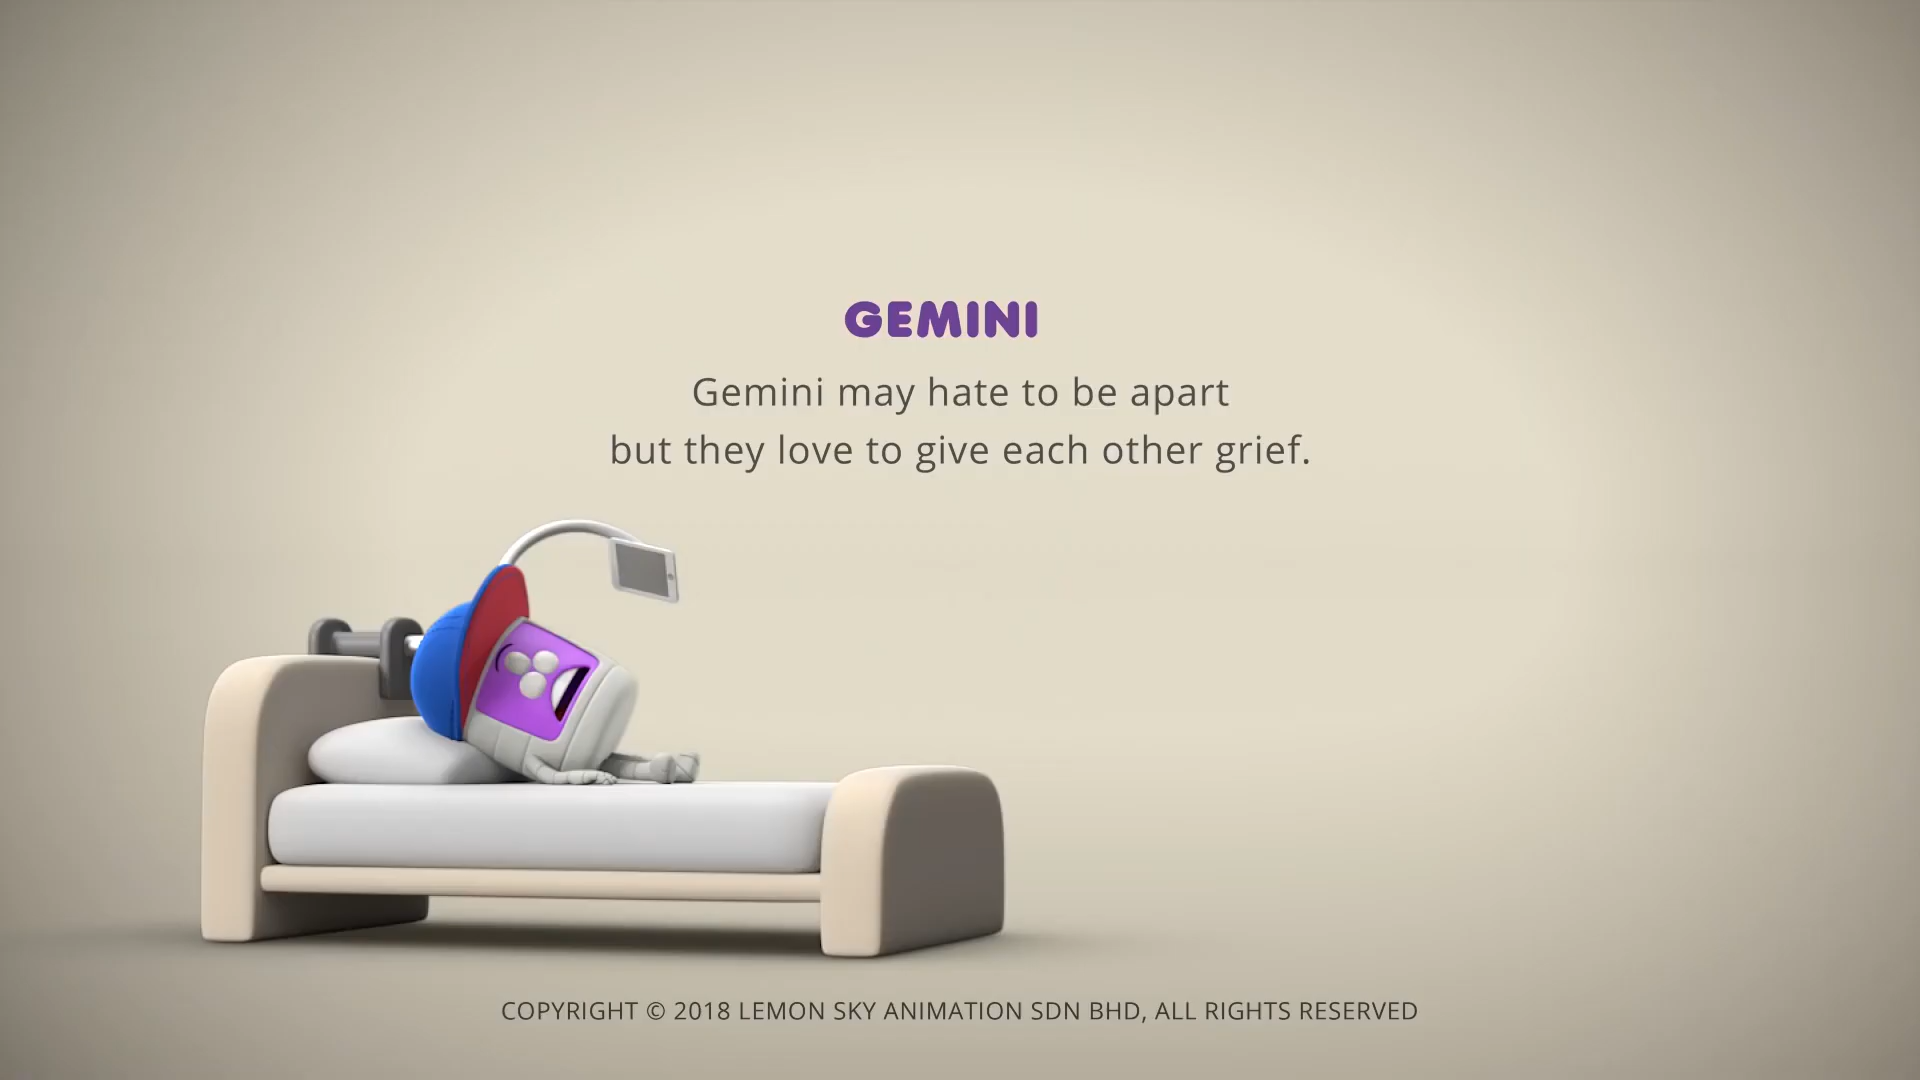 GEMINI
Gemini may hate to be apart
but they love to give each other grief.
COPYRIGHT © 2018 LEMON SKY ANIMATION SDN BHD, ALL RIGHTS RESERVED